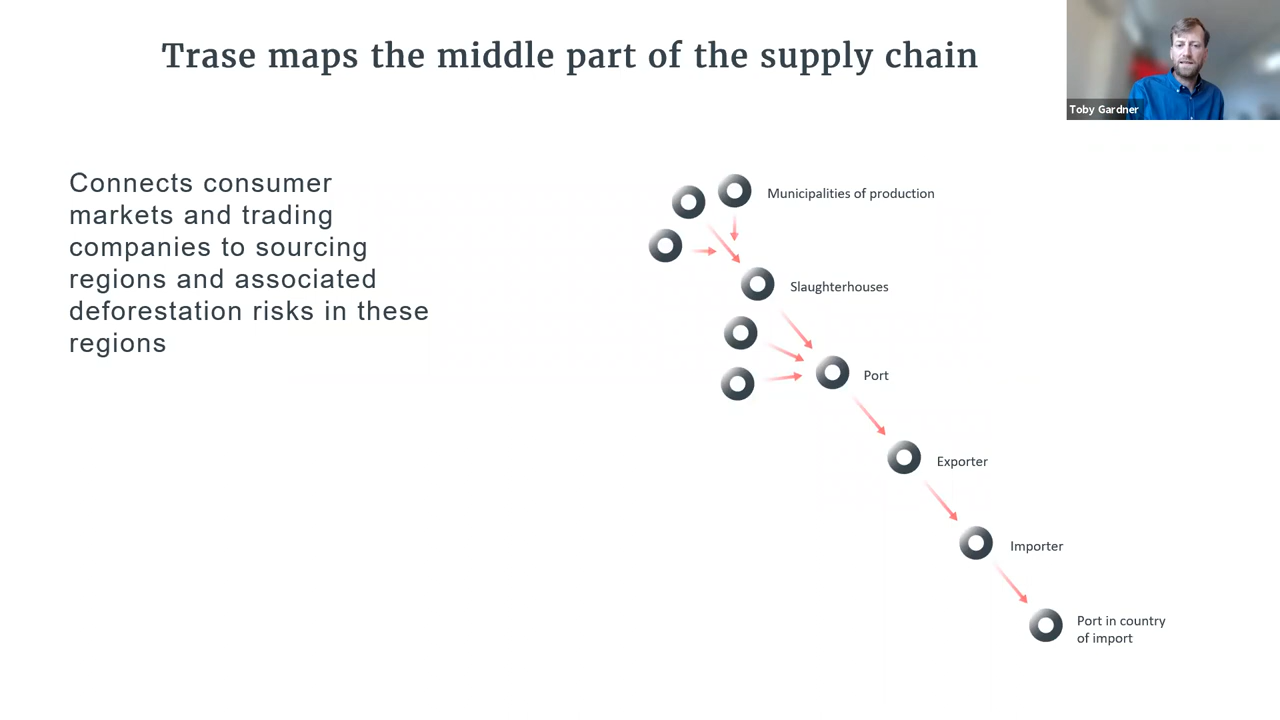 Trase maps the middle part of the supply chain
Toby Gardner
Connects consumer
markets and trading
companies to sourcing
regions and associated
deforestation risks in these
regions
Municipalities of production
Slaughterhouses
Port
Exporter
Importer
Port in country
of import